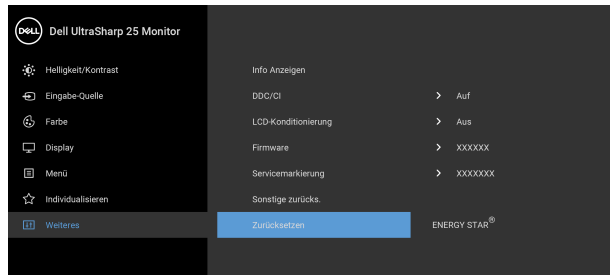 DELL Dell UltraSharp 25 Monitor
Helligkeit/Kontrast Info Anzeigen
Eingabe-Quelle DDC/CI > Auf
Farbe LCD-Konditionierung > Aus
Display Firmware > XXXXXX
Menü Servicemarkierung > XXXXXXX
Individualisieren Sonstige zurücks.
Weiteres Zurücksetzen ENERGY STAR®